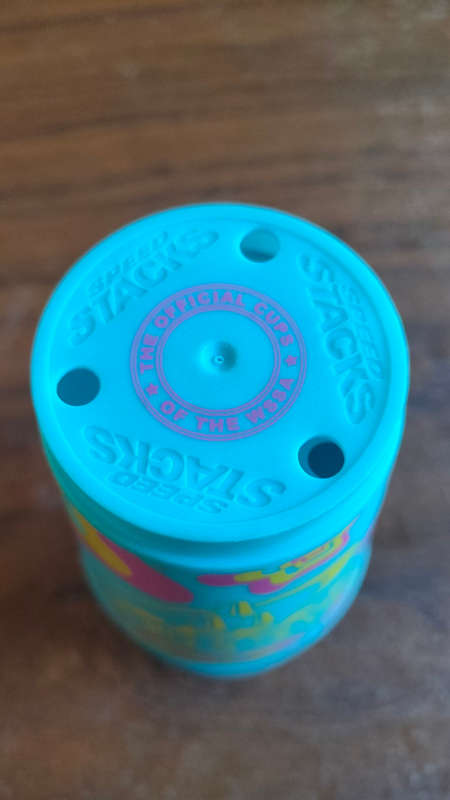 SPEED
STACKS
SPEED
STACKS
SPEED
STACKS
THE OFFICIAL CUPS
★ OF THE WSSA ★